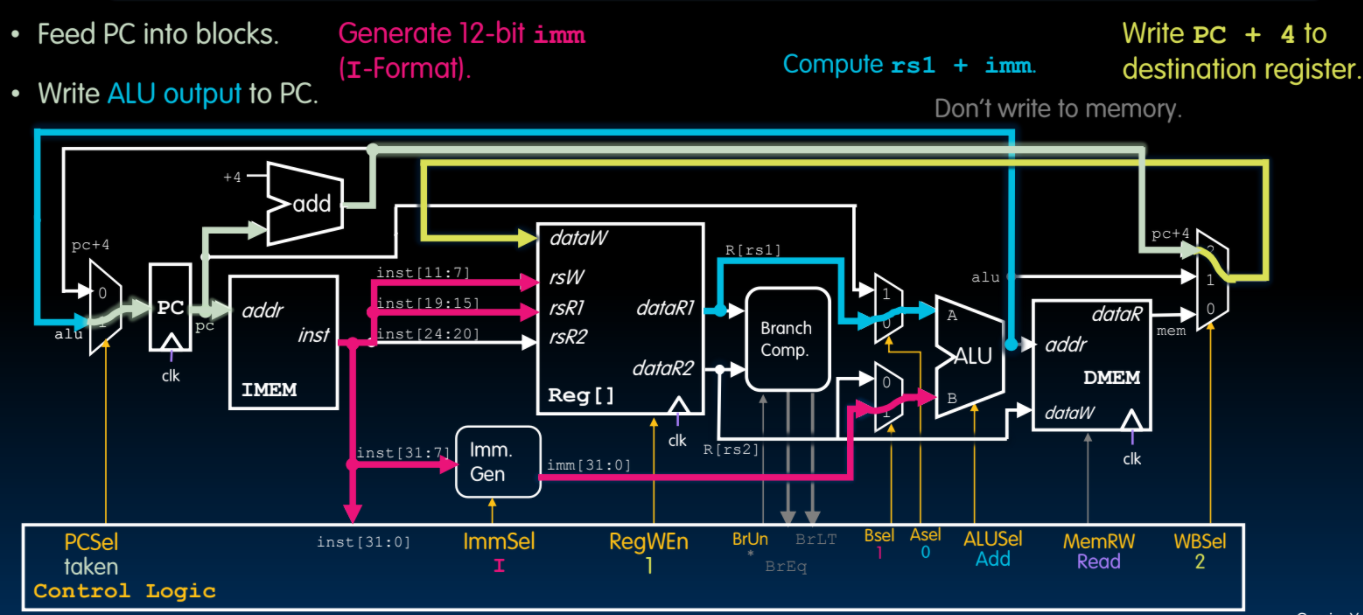 • Feed PC into blocks.
• Write ALU output to PC.
Generate 12-bit imm
(I-Format).
Compute rs1 + imm.
Don't write to memory.
Write PC + 4 to
destination register.
+4
add
pc+4
0
1
alu
PC
pc
clk
addr
inst
IMEM
inst[11:7]
inst[19:15]
inst[24:20]
inst[31:7]
dataW
rsW
rsR1
rsR2
dataR1
dataR2
Reg[]
clk
Imm.
Gen
imm[31:0]
R[rs1]
R[rs2]
Branch
Comp.
1
0
0
1
A
ALU
B
alu
addr
dataR
DMEM
dataW
clk
mem
pc+4
2
1
0
PCSel
taken
Control Logic
inst[31:0]
ImmSel
I
RegWEn
1
BrUn
*
BrEq
BrLT
Bsel
1
Asel
0
ALUSel
Add
MemRW
Read
WBSel
2